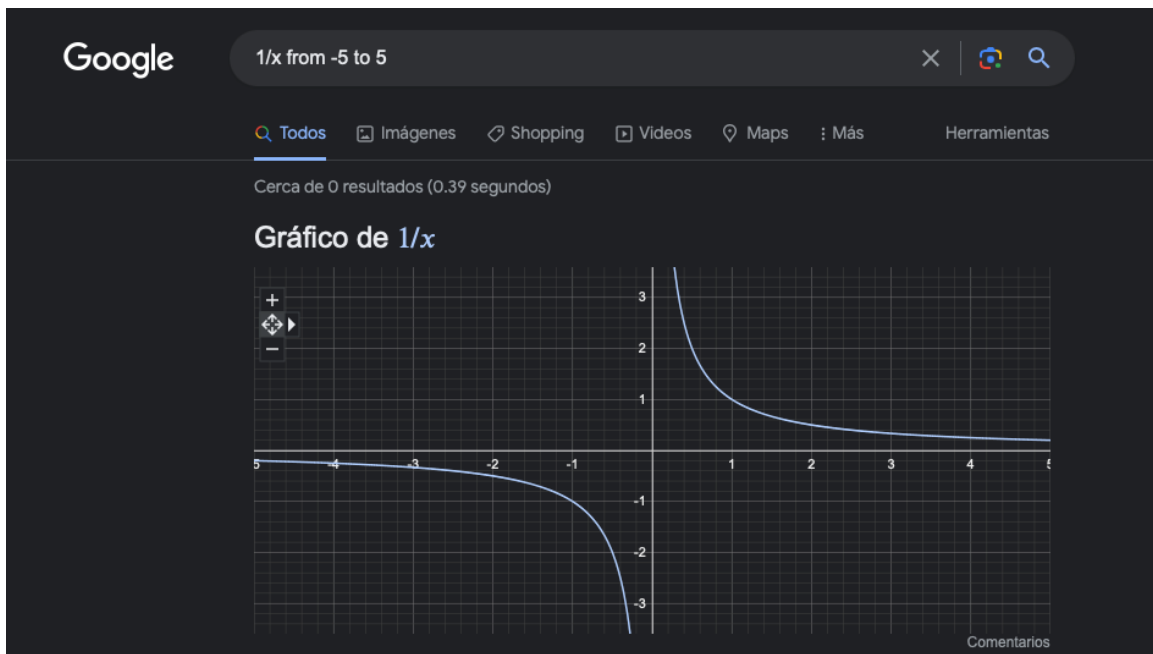 Google
1/x from -5 to 5
Todos Imágenes Shopping Videos Maps Más Herramientas
Cerca de 0 resultados (0.39 segundos)
Gráfico de 1/x
3
2
1
5 -4 -3 -2 -1 1 2 3 4 5
-1
-2
-3
Comentarios